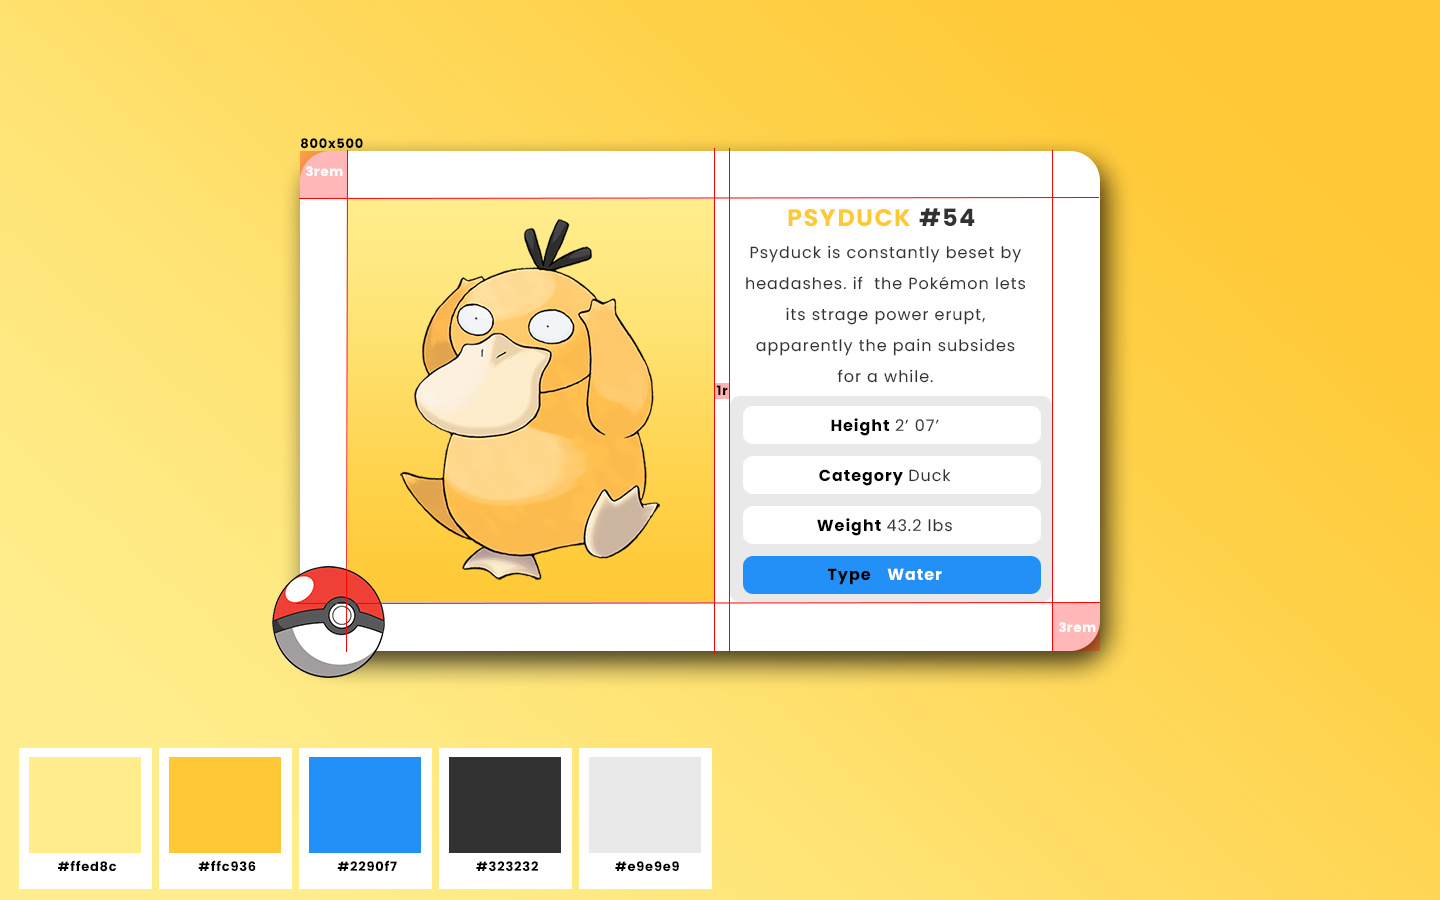 800x500
3rem
PSYDUCK #54
Psyduck is constantly beset by
headashes. if  the Pokémon lets
its strage power erupt,
apparently the pain subsides
for a while.
1r
Height 2’ 07’
Category Duck
Weight 43.2 lbs
Type Water
3rem
#ffed8c
#ffc936
#2290f7
#323232
#e9e9e9